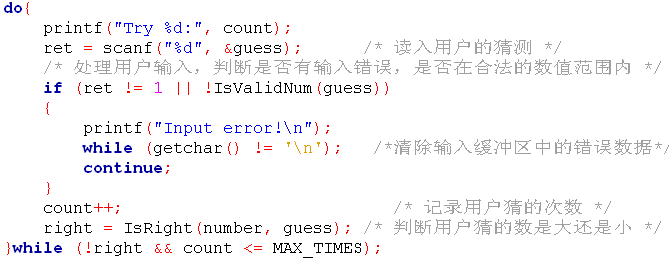 do{
printf("Try %d:", count);
ret = scanf("%d", &guess); /* 读入用户的猜测 */
/* 处理用户输入，判断是否有输入错误，是否在合法的数值范围内 */
if (ret != 1 || !IsValidNum(guess))
{
printf("Input error!\n");
while (getchar() != '\n'); /*清除输入缓冲区中的错误数据*/
continue;
}
count++; /* 记录用户猜的次数 */
right = IsRight(number, guess); /* 判断用户猜的数是大还是小 */
}while (!right && count <= MAX_TIMES);